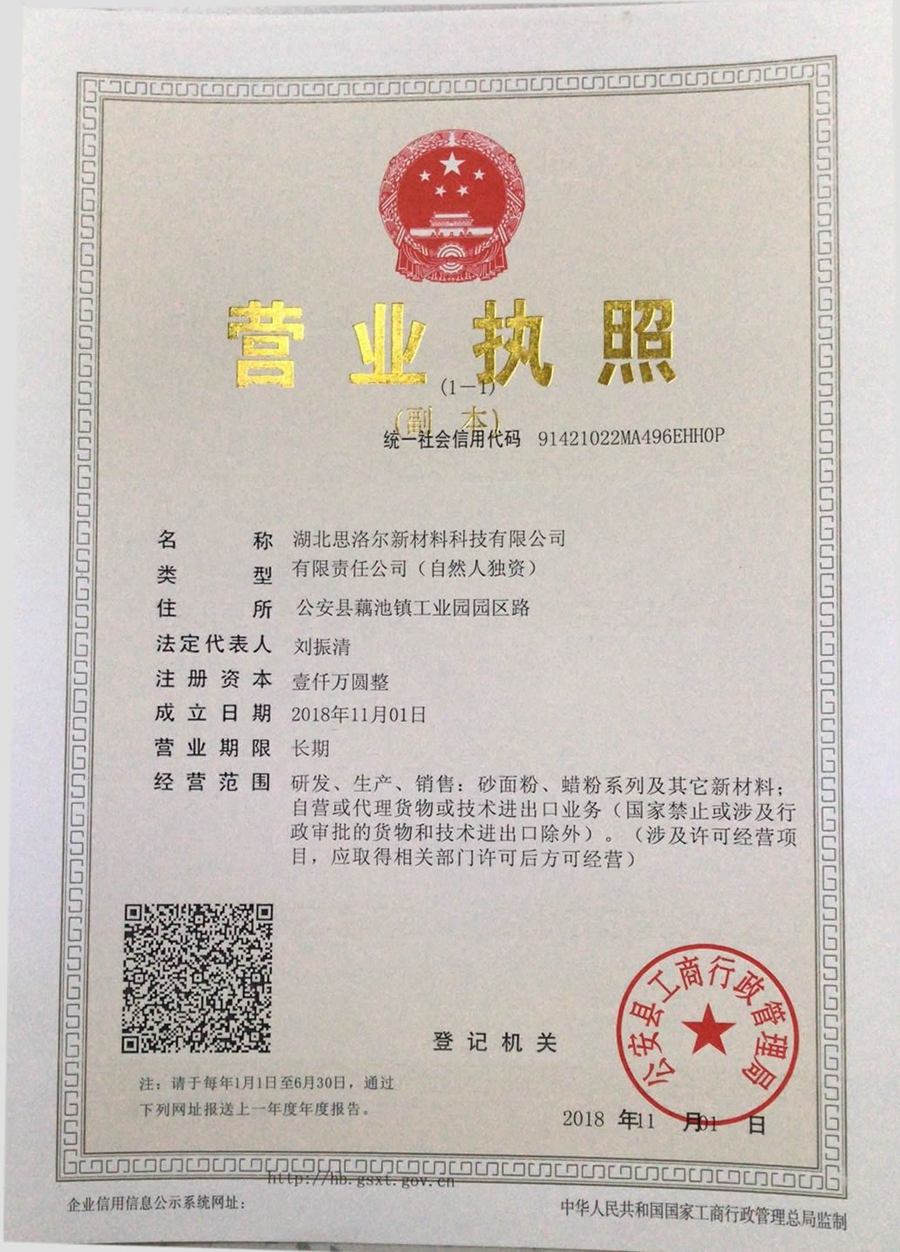 营业执照
(1-1)
(副 本)
统一社会信用代码 91421022MA496EHH0P
名称 湖北思洛尔新材料科技有限公司
类型 有限责任公司（自然人独资）
住所 公安县藕池镇工业园园区路
法定代表人 刘振清
注册资本 壹仟万圆整
成立日期 2018年11月01日
营业期限 长期
经营范围 研发、生产、销售：砂面粉、蜡粉系列及其它新材料；
自营或代理货物或技术进出口业务（国家禁止或涉及行
政审批的货物和技术进出口除外）。（涉及许可经营项
目，应取得相关部门许可后方可经营）
公安县工商行政管理局
登记机关
注：请于每年1月1日至6月30日，通过
下列网址报送上一年度年度报告。
2018 年11 月01 日
http://hb.gsxt.gov.cn
企业信用信息公示系统网址：
中华人民共和国国家工商行政管理总局监制